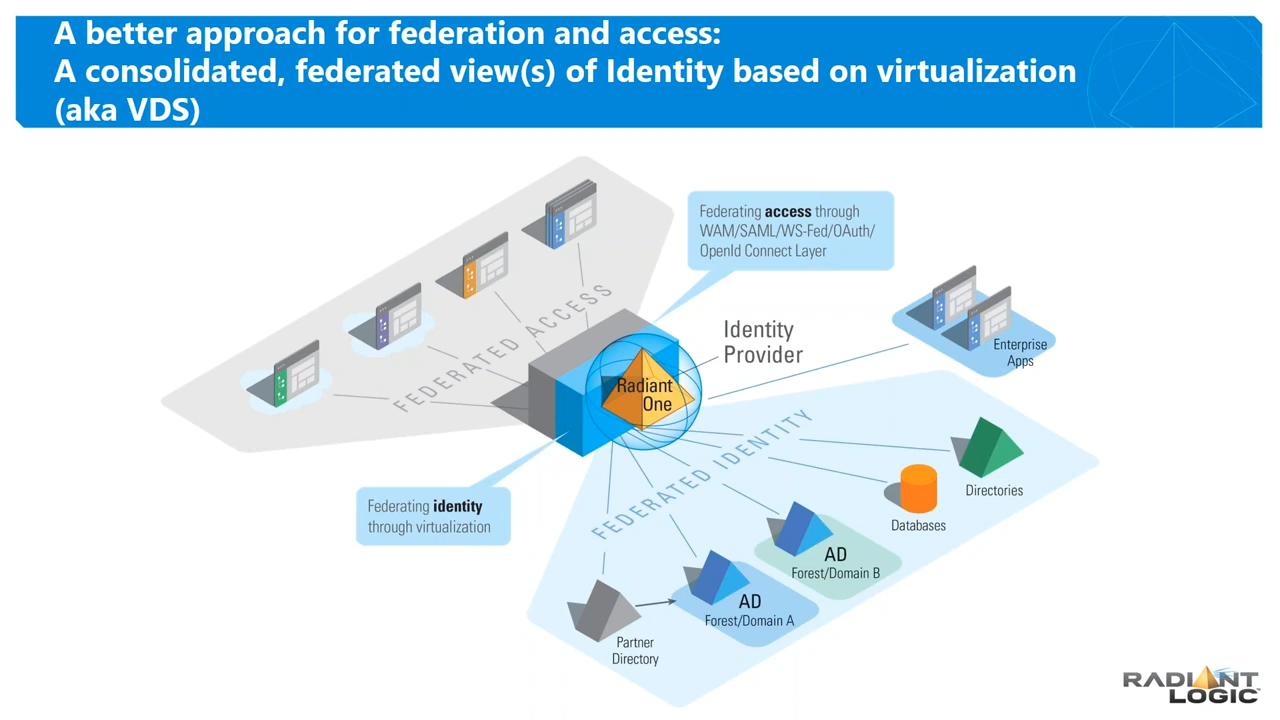 A better approach for federation and access:
A consolidated, federated view(s) of Identity based on virtualization
(aka VDS)
Federating access through
WAM/SAML/WS-Fed/OAuth/
OpenId Connect Layer
FEDERATED ACCESS
Identity
Provider
Enterprise
Apps
Radiant
One
FEDERATED IDENTITY
Federating identity
through virtualization
Directories
Databases
AD
Forest/Domain B
AD
Forest/Domain A
Partner
Directory
RADIANT
LOGIC